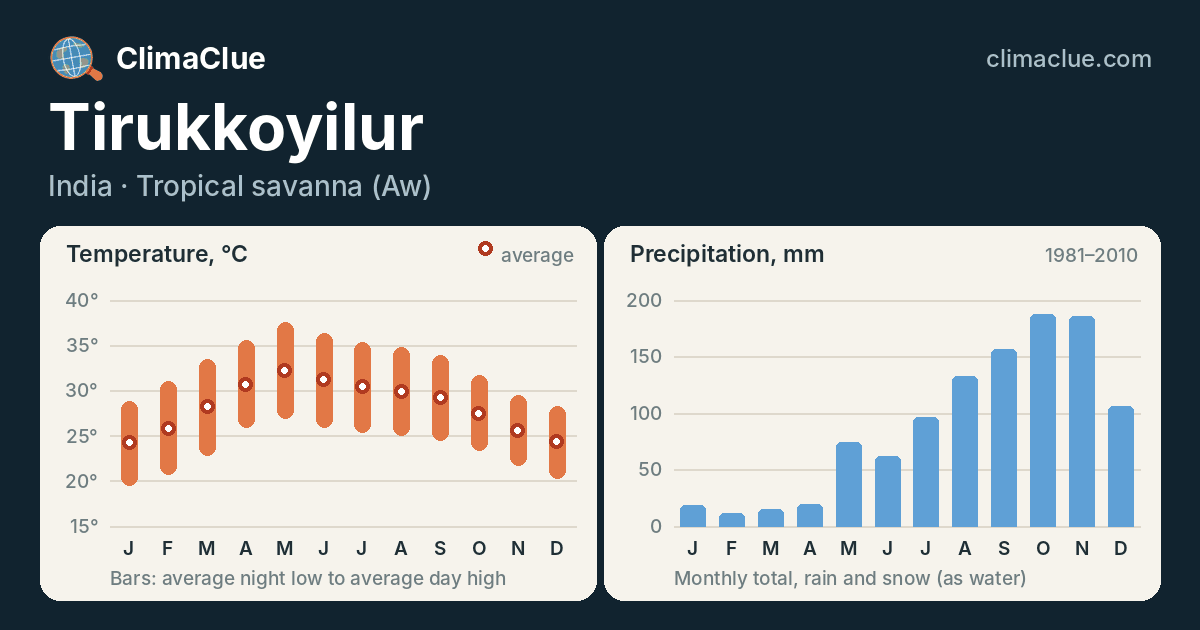 ClimaClue
climaclue.com
Tirukkoyilur
India · Tropical savanna (Aw)
Temperature, °C
average
40°
35°
30°
25°
20°
15°
J F M A M J J A S O N D
Bars: average night low to average day high
Precipitation, mm
1981–2010
200
150
100
50
0
J F M A M J J A S O N D
Monthly total, rain and snow (as water)